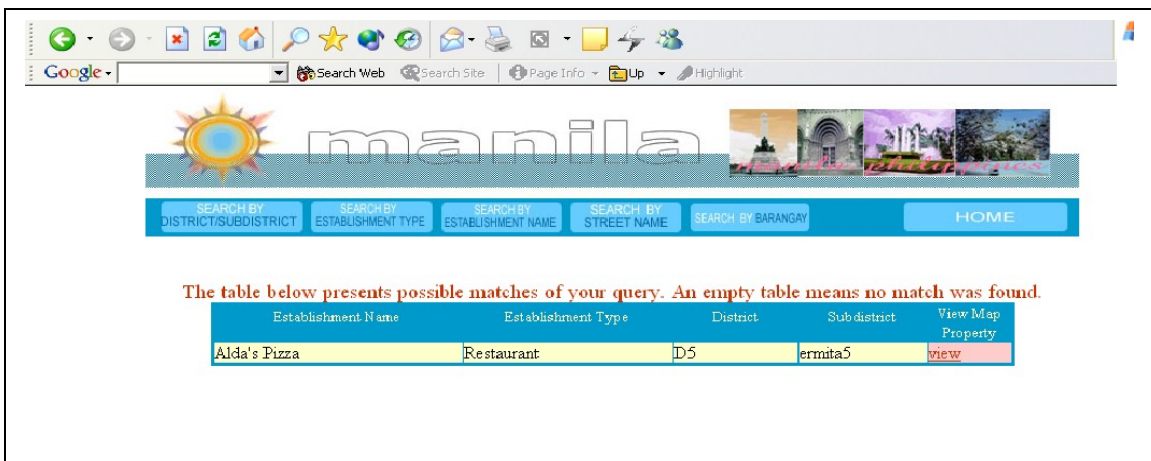 Google
Search Web Search Site Page Info Up Highlight
manila
manila philippines
SEARCH BY DISTRICT/SUBDISTRICT
SEARCH BY ESTABLISHMENT TYPE
SEARCH BY ESTABLISHMENT NAME
SEARCH BY STREET NAME
SEARCH BY BARANGAY
HOME
The table below presents possible matches of your query. An empty table means no match was found.
Establishment Name Establishment Type District Subdistrict View Map Property
Alda's Pizza Restaurant D5 ermita5 view